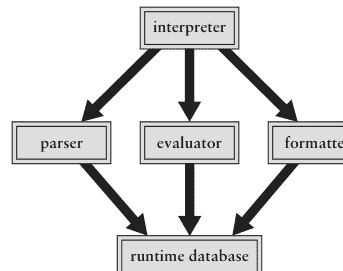 interpreter
parser
evaluator
formatte
runtime database